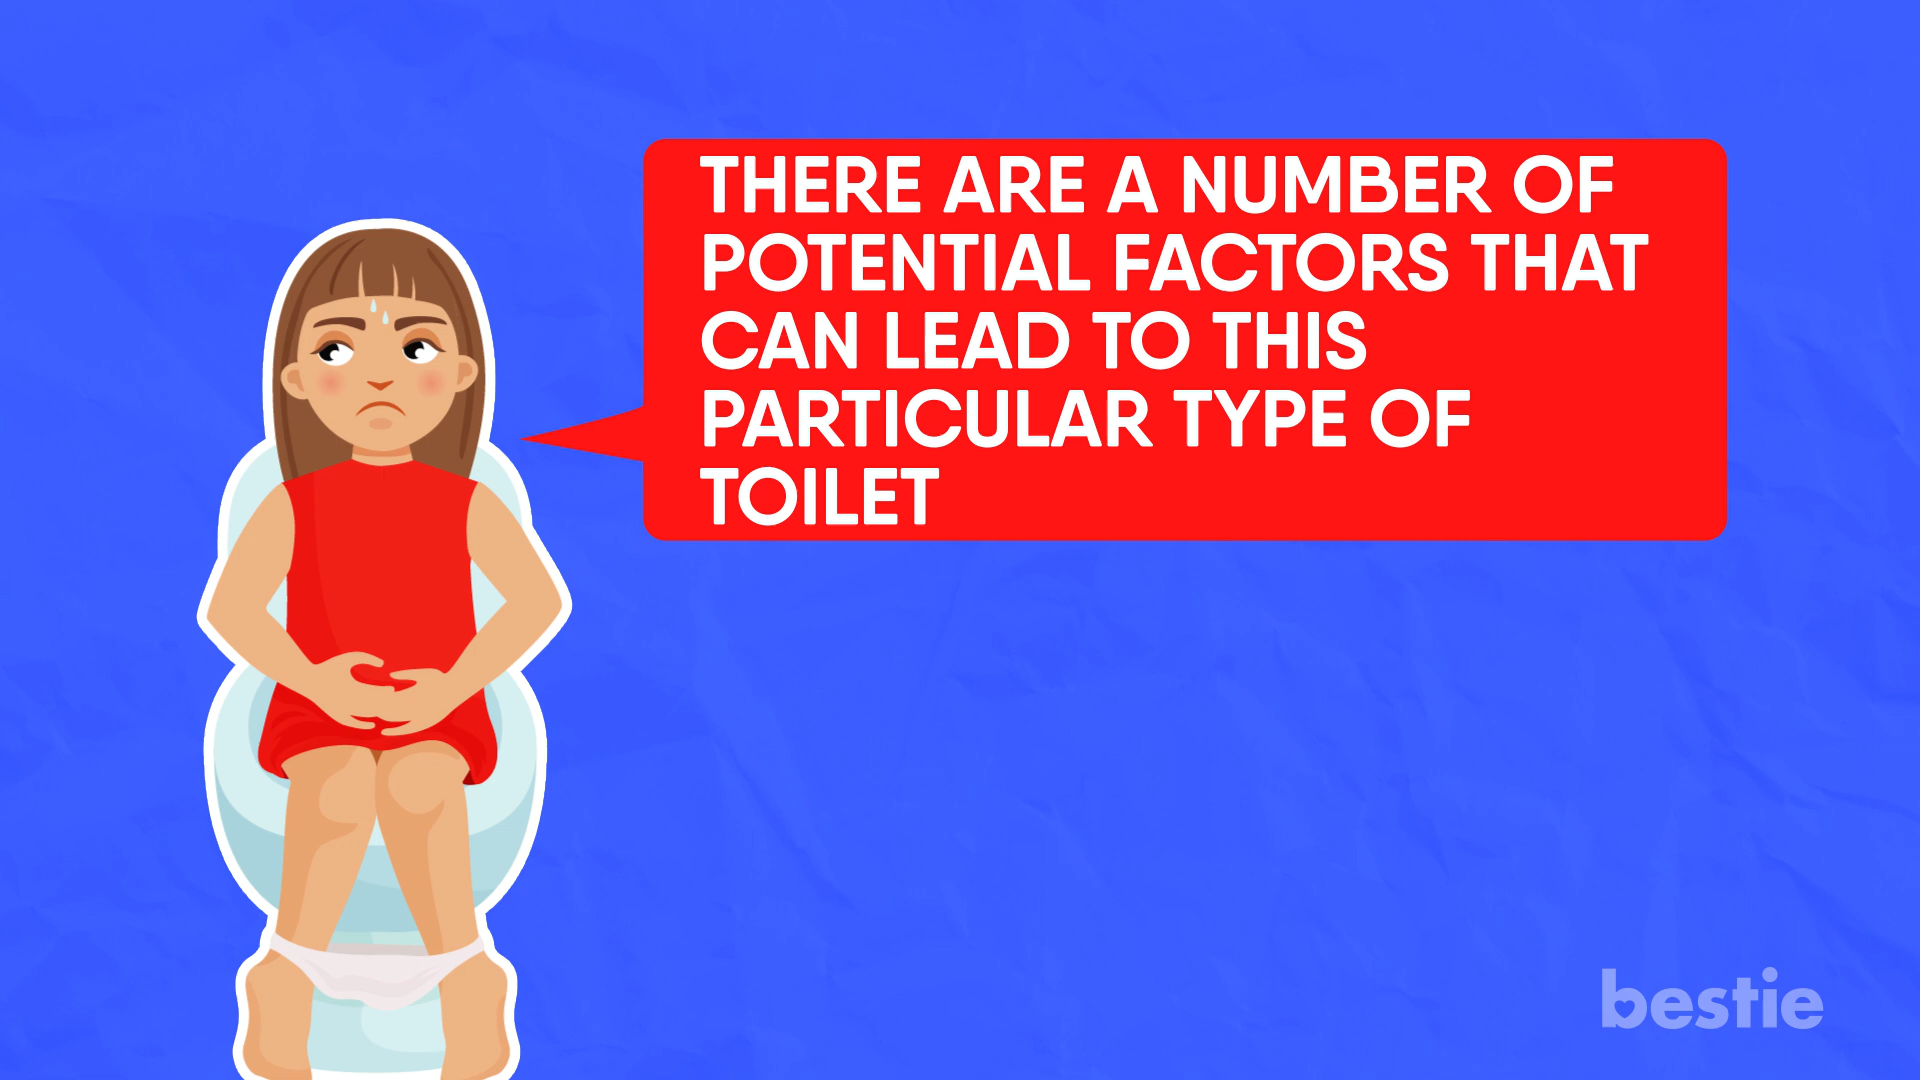 THERE ARE A NUMBER OF
POTENTIAL FACTORS THAT
CAN LEAD TO THIS
PARTICULAR TYPE OF
TOILET
bestie